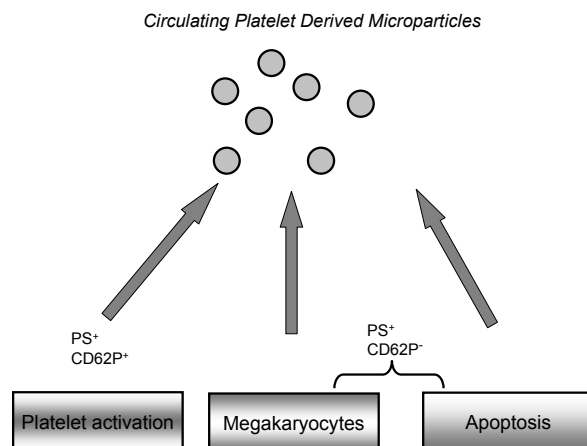 Circulating Platelet Derived Microparticles
PS⁺
CD62P⁺
PS⁺
CD62P⁻
Platelet activation
Megakaryocytes
Apoptosis